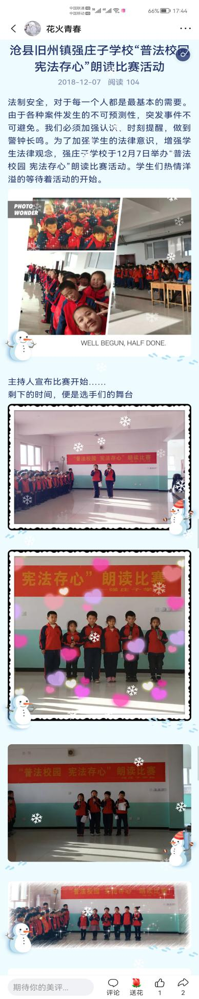 中国联通 HD 5G 4G 66% 17:44
中国移动 HD
花火青春
沧县旧州镇强庄子学校“普法校园
宪法存心”朗读比赛活动
2018-12-07 阅读 104
法制安全，对于每一个人都是最基本的需要。
由于各种案件发生的不可预测性，突发事件不
可避免。我们必须加强认识、时刻提醒，做到
警钟长鸣。为了加强学生的法律意识，增强学
生法律观念，强庄子学校于12月7日举办“普法
校园 宪法存心”朗读比赛活动。学生们热情洋
溢的等待着活动的开始。
PHOTO
WONDER
WELL BEGUN, HALF DONE.
主持人宣布比赛开始……
剩下的时间，便是选手们的舞台
“普法校园 宪法存心”朗读比赛
宪法存心”朗读比赛
强庄子学
“普法校园 宪法存心”朗读比赛
“普法校园 宪法存心”朗读比赛
期待你的美评...
评论
送花
1
2